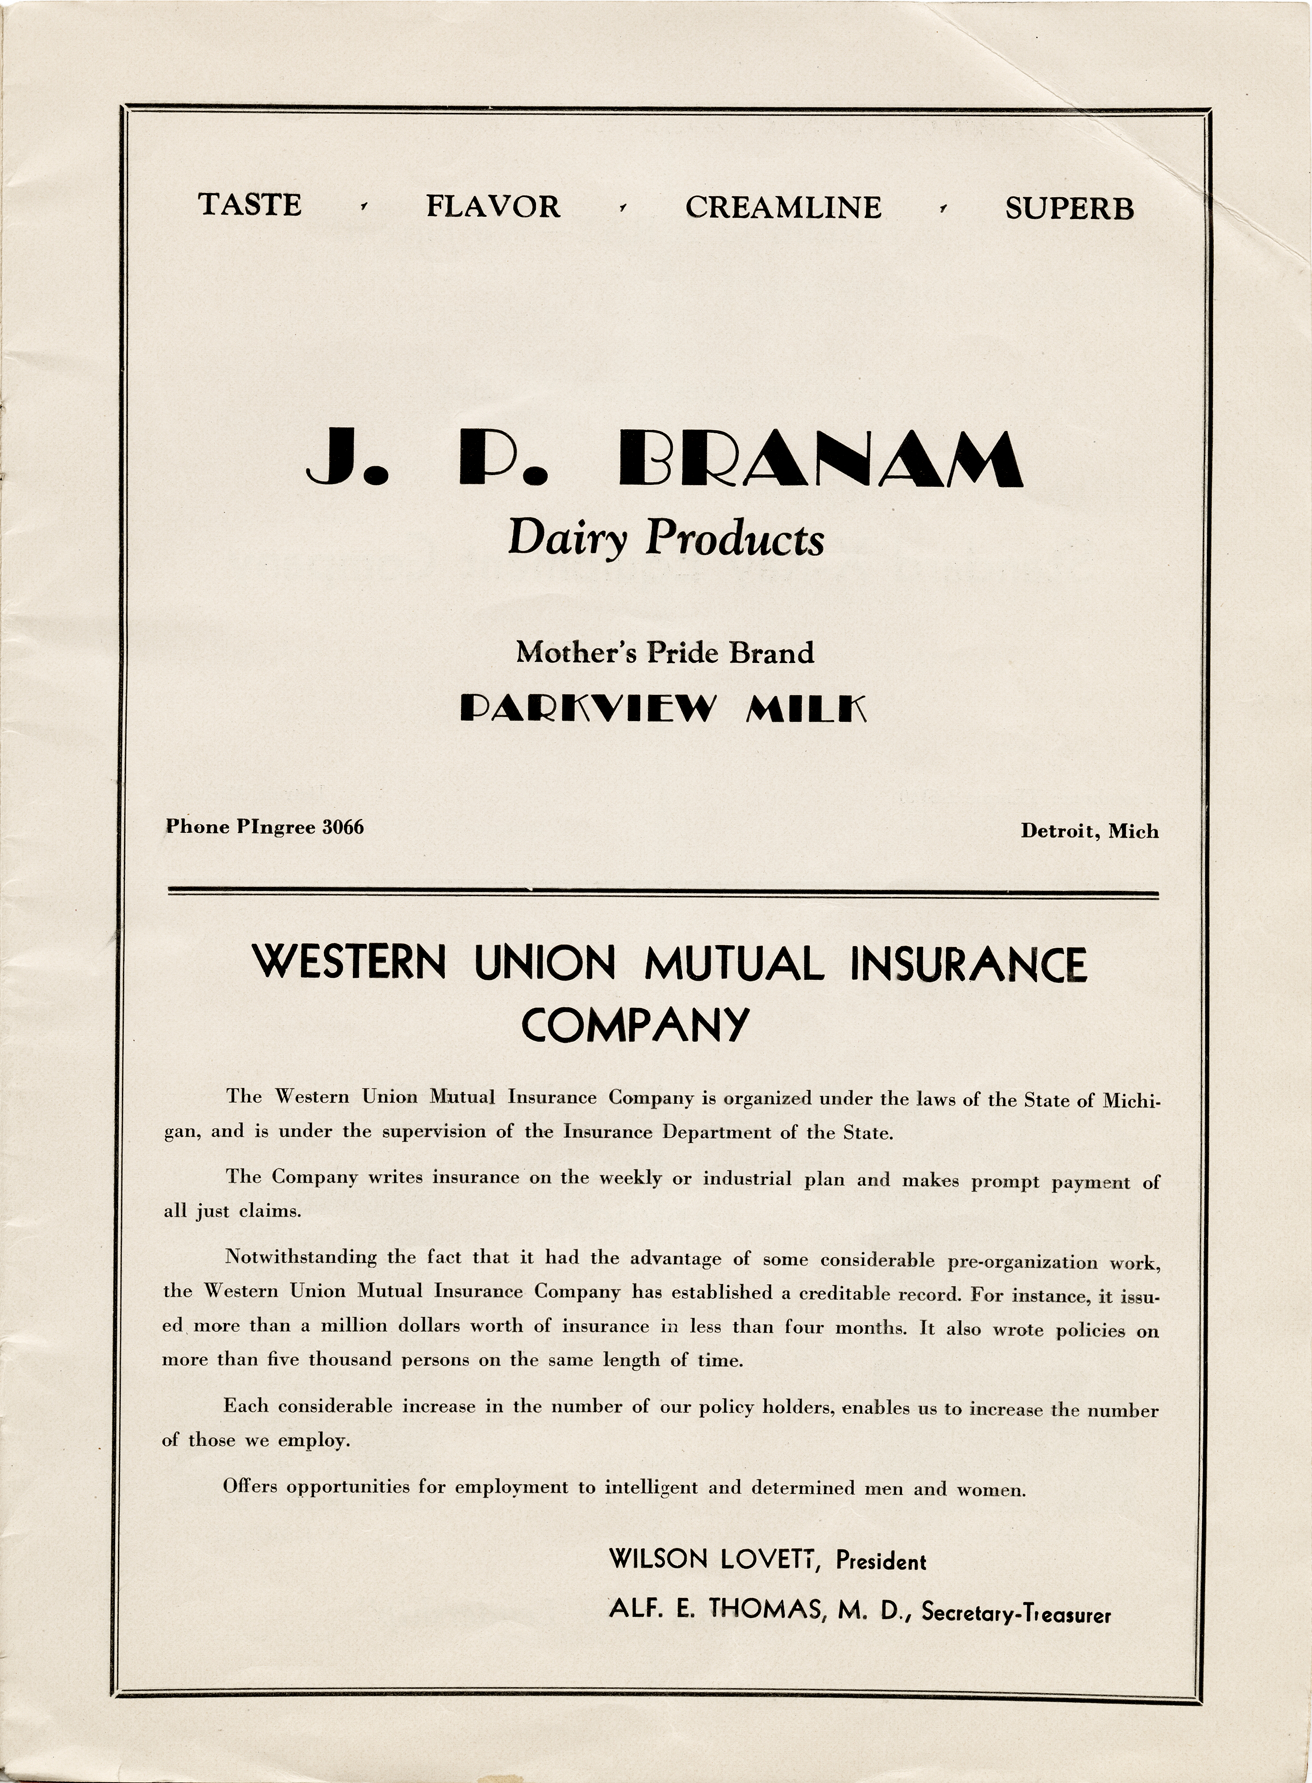 TASTE , FLAVOR , CREAMLINE , SUPERB
J. P. BRANAM
Dairy Products
Mother's Pride Brand
PARKVIEW MILK
Phone PIngree 3066 Detroit, Mich
WESTERN UNION MUTUAL INSURANCE
COMPANY
The Western Union Mutual Insurance Company is organized under the laws of the State of Michi-
gan, and is under the supervision of the Insurance Department of the State.
The Company writes insurance on the weekly or industrial plan and makes prompt payment of
all just claims.
Notwithstanding the fact that it had the advantage of some considerable pre-organization work,
the Western Union Mutual Insurance Company has established a creditable record. For instance, it issu-
ed more than a million dollars worth of insurance in less than four months. It also wrote policies on
more than five thousand persons on the same length of time.
Each considerable increase in the number of our policy holders, enables us to increase the number
of those we employ.
Offers opportunities for employment to intelligent and determined men and women.
WILSON LOVETT, President
ALF. E. THOMAS, M. D., Secretary-Treasurer